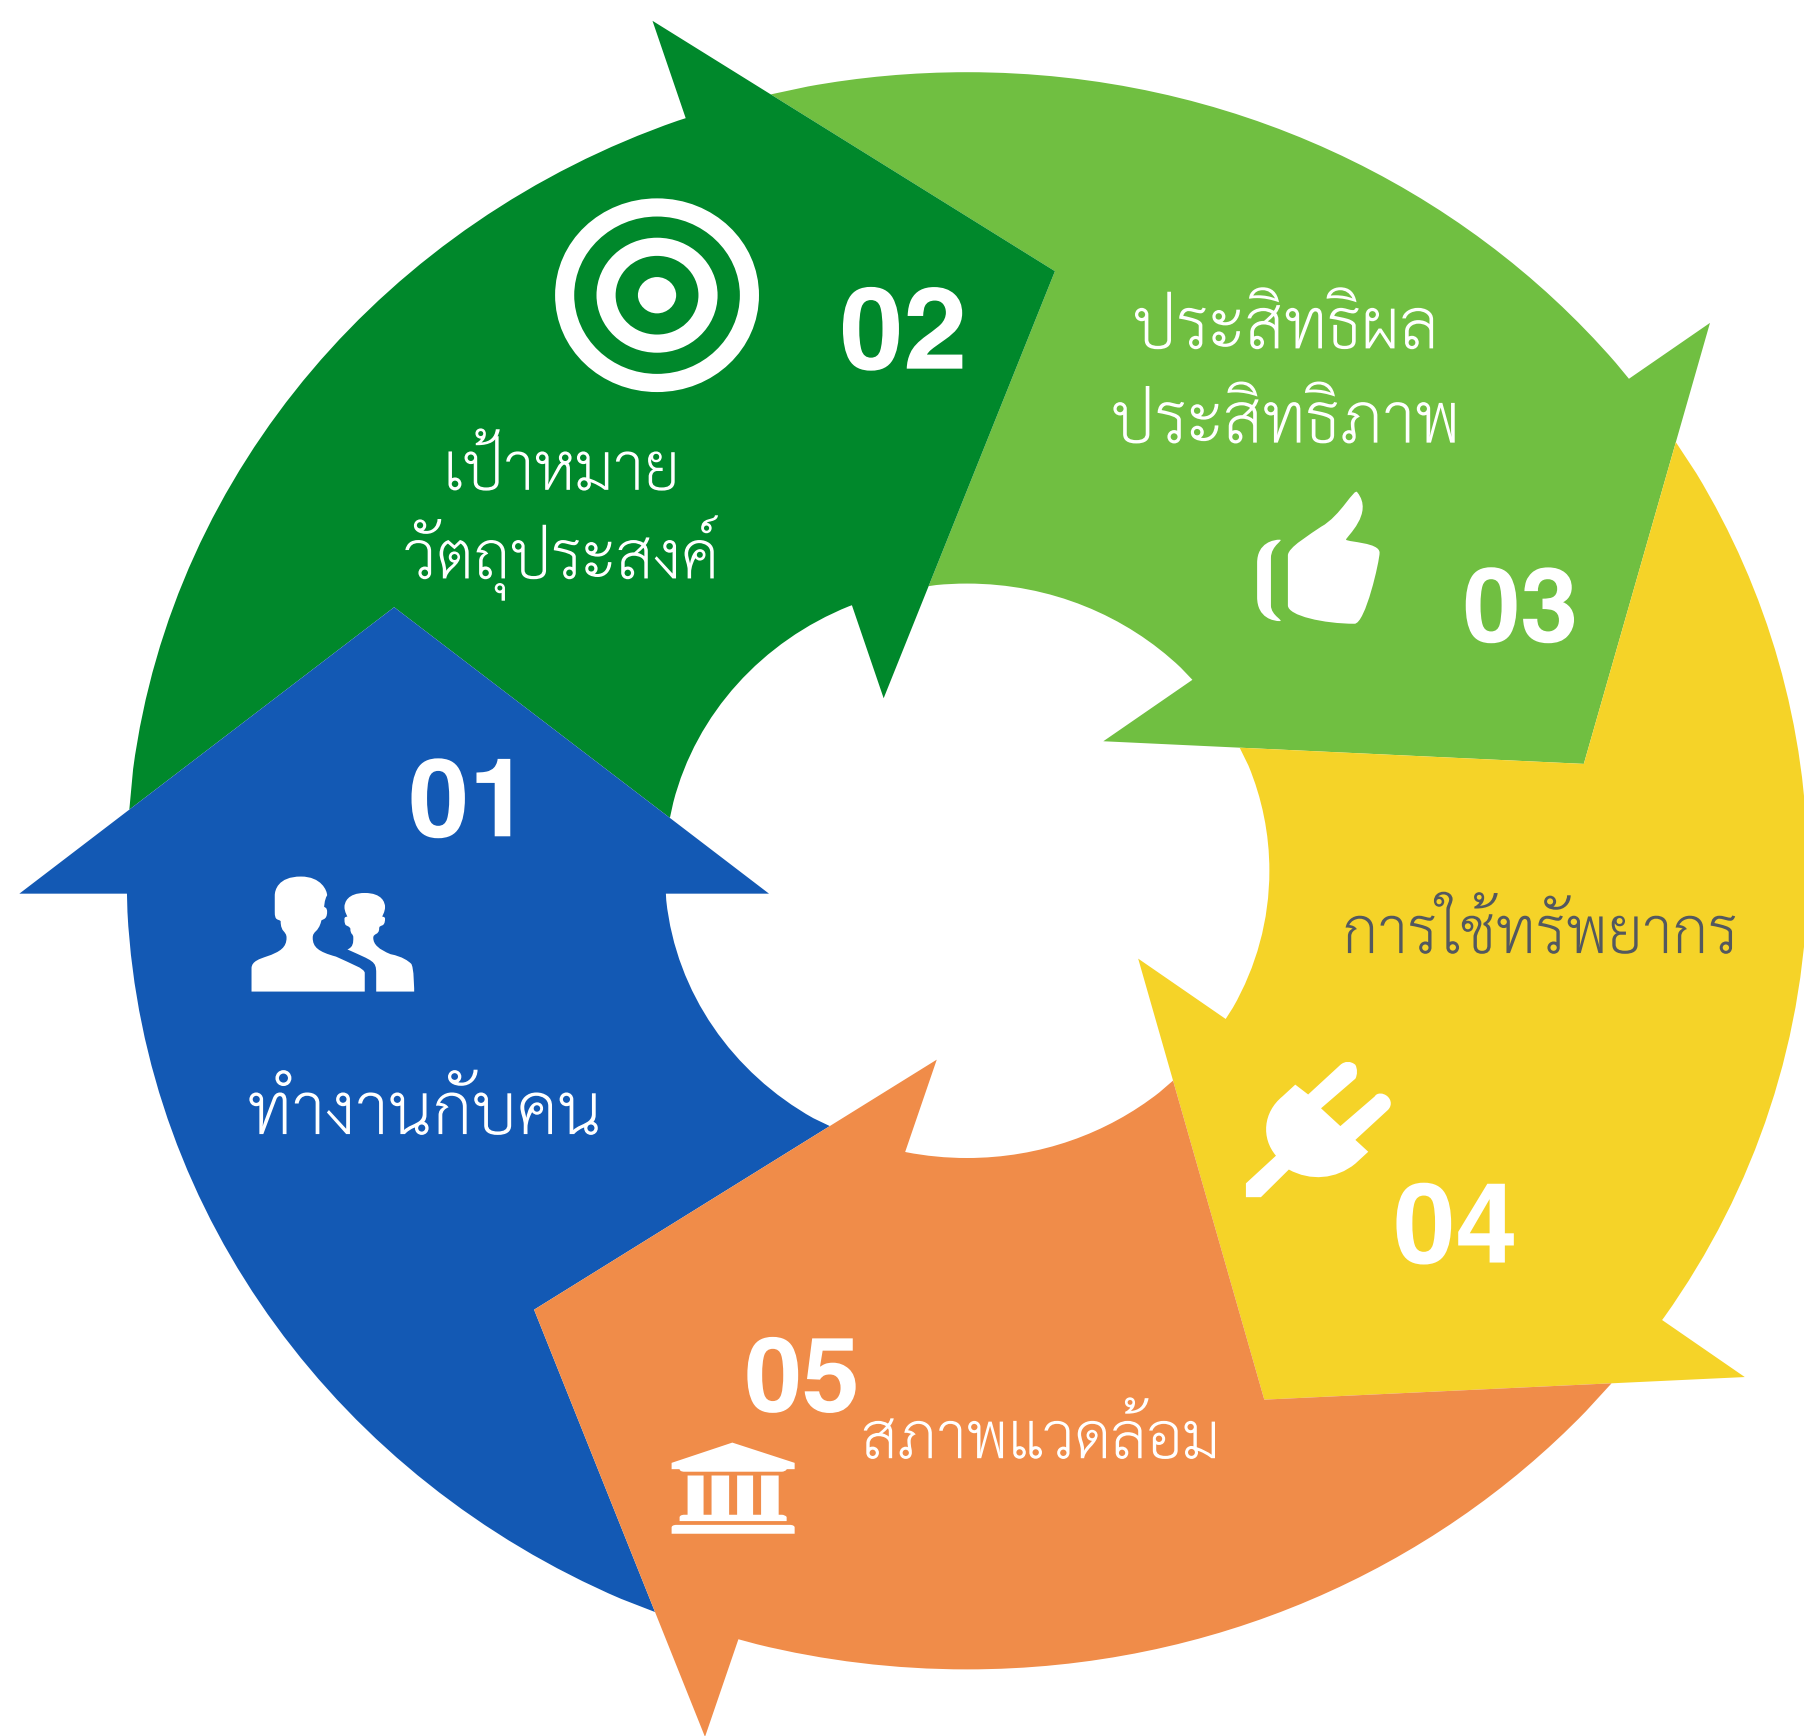 01
ทำงานกับคน
02
เป้าหมาย
วัตถุประสงค์
ประสิทธิผล
ประสิทธิภาพ
03
การใช้ทรัพยากร
04
05
สภาพแวดล้อม